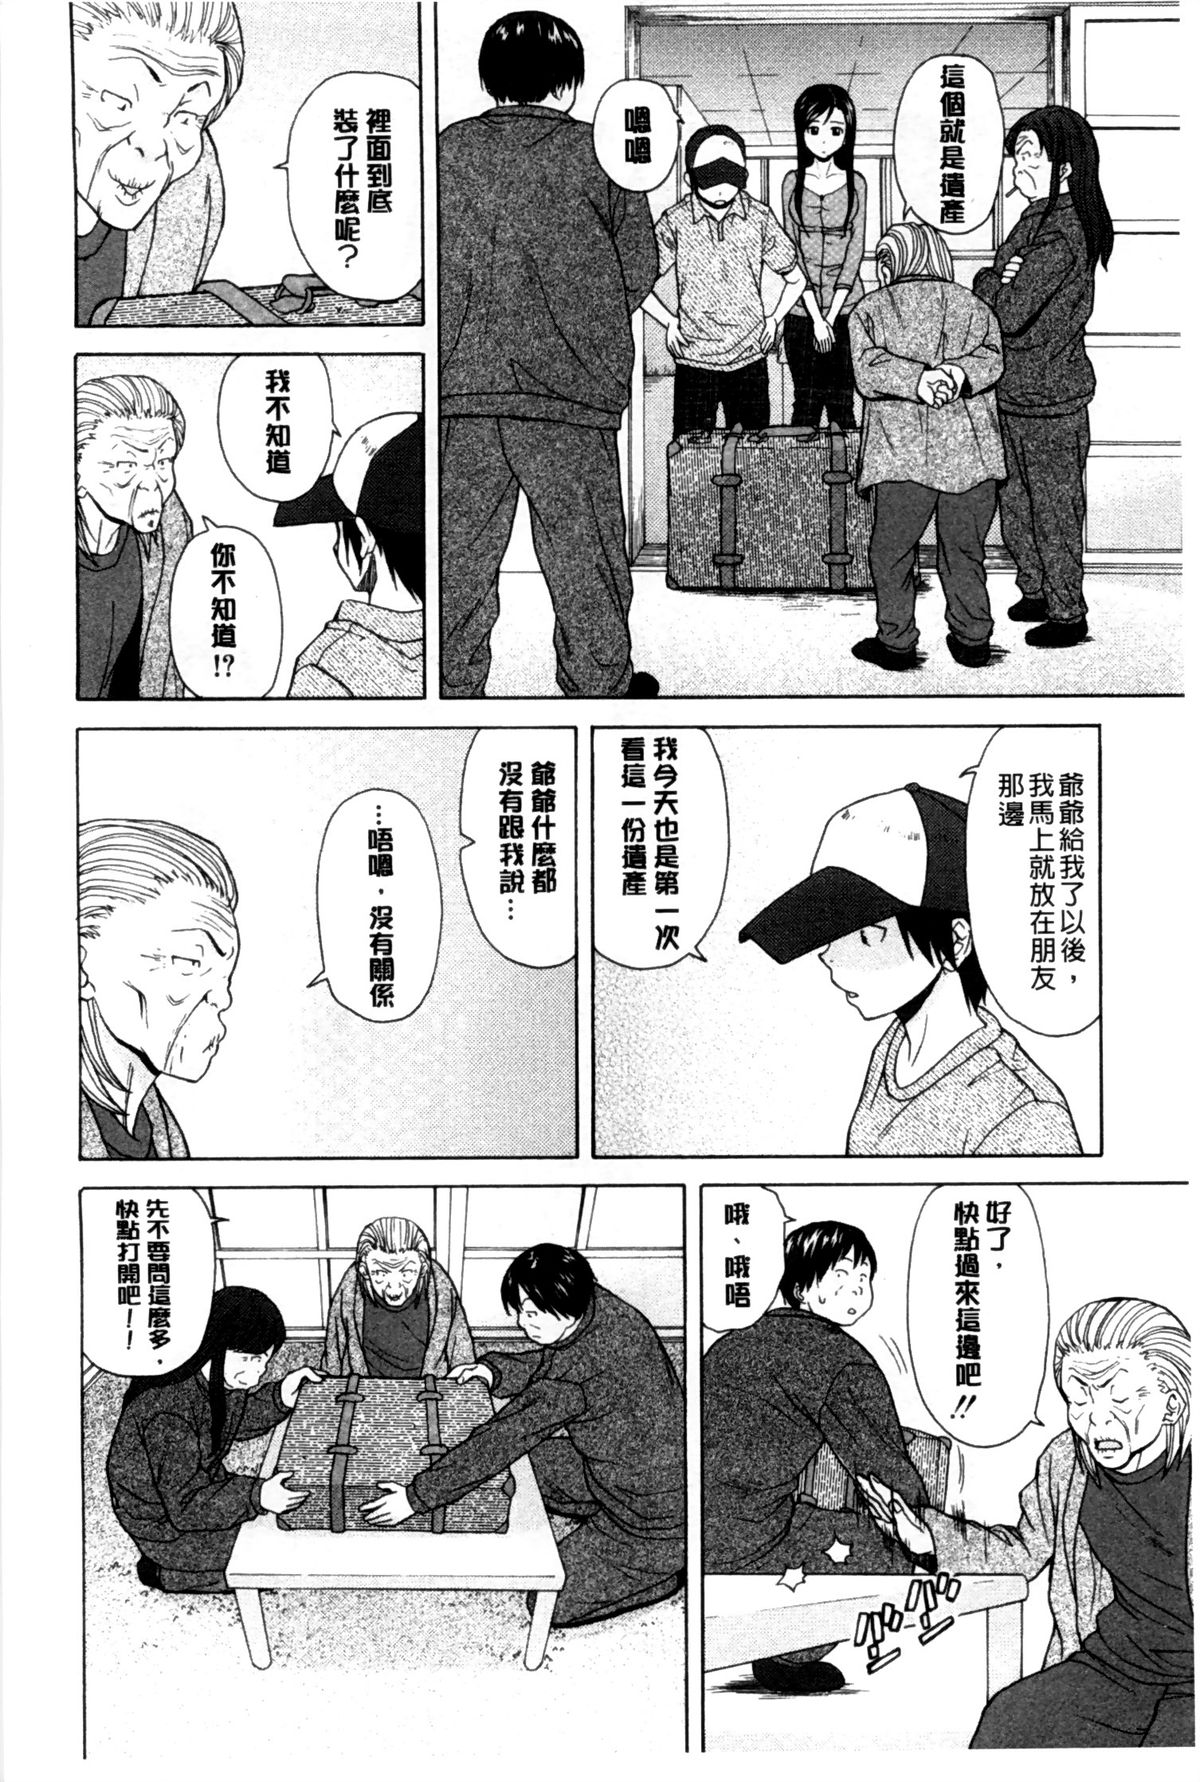 這個就是遺產
嗯嗯
裡面到底
裝了什麼呢？
我不知道
你不知道!?
爺爺給我了以後，
我馬上就放在朋友
那邊
我今天也是第一次
看這一份遺產
爺爺什麼都
沒有跟我說…
…唔嗯，沒有關係
好了，
快點過來這邊吧!!
哦、哦唔
先不要問這麼多，
快點打開吧!!